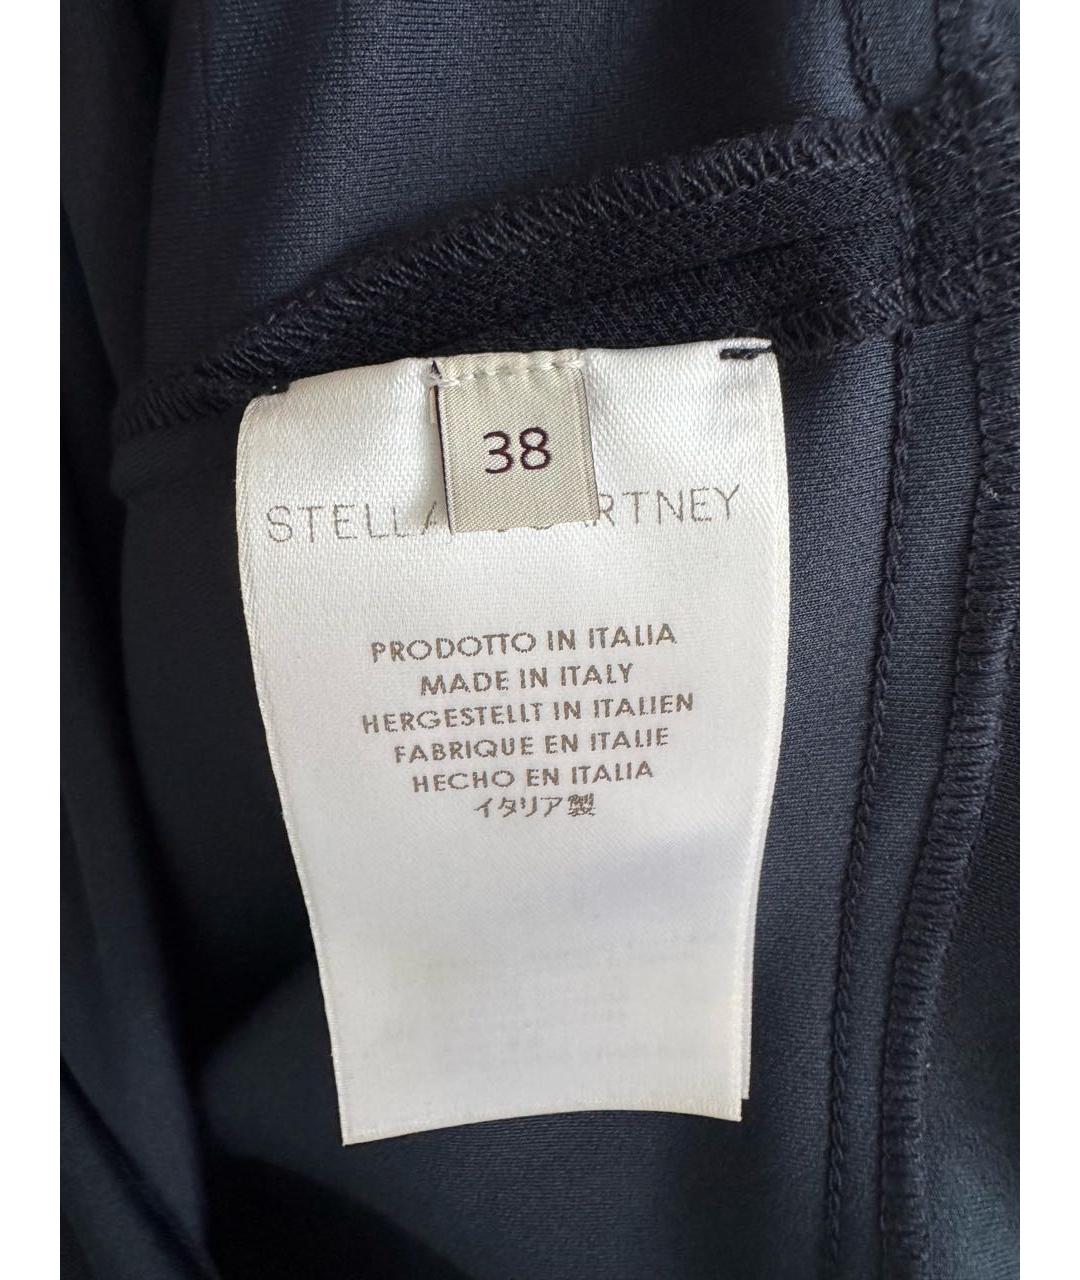 38
STELLA CARTNEY
PRODOTTO IN ITALIA
MADE IN ITALY
HERGESTELLT IN ITALIEN
FABRIQUE EN ITALIE
HECHO EN ITALIA
イタリア製